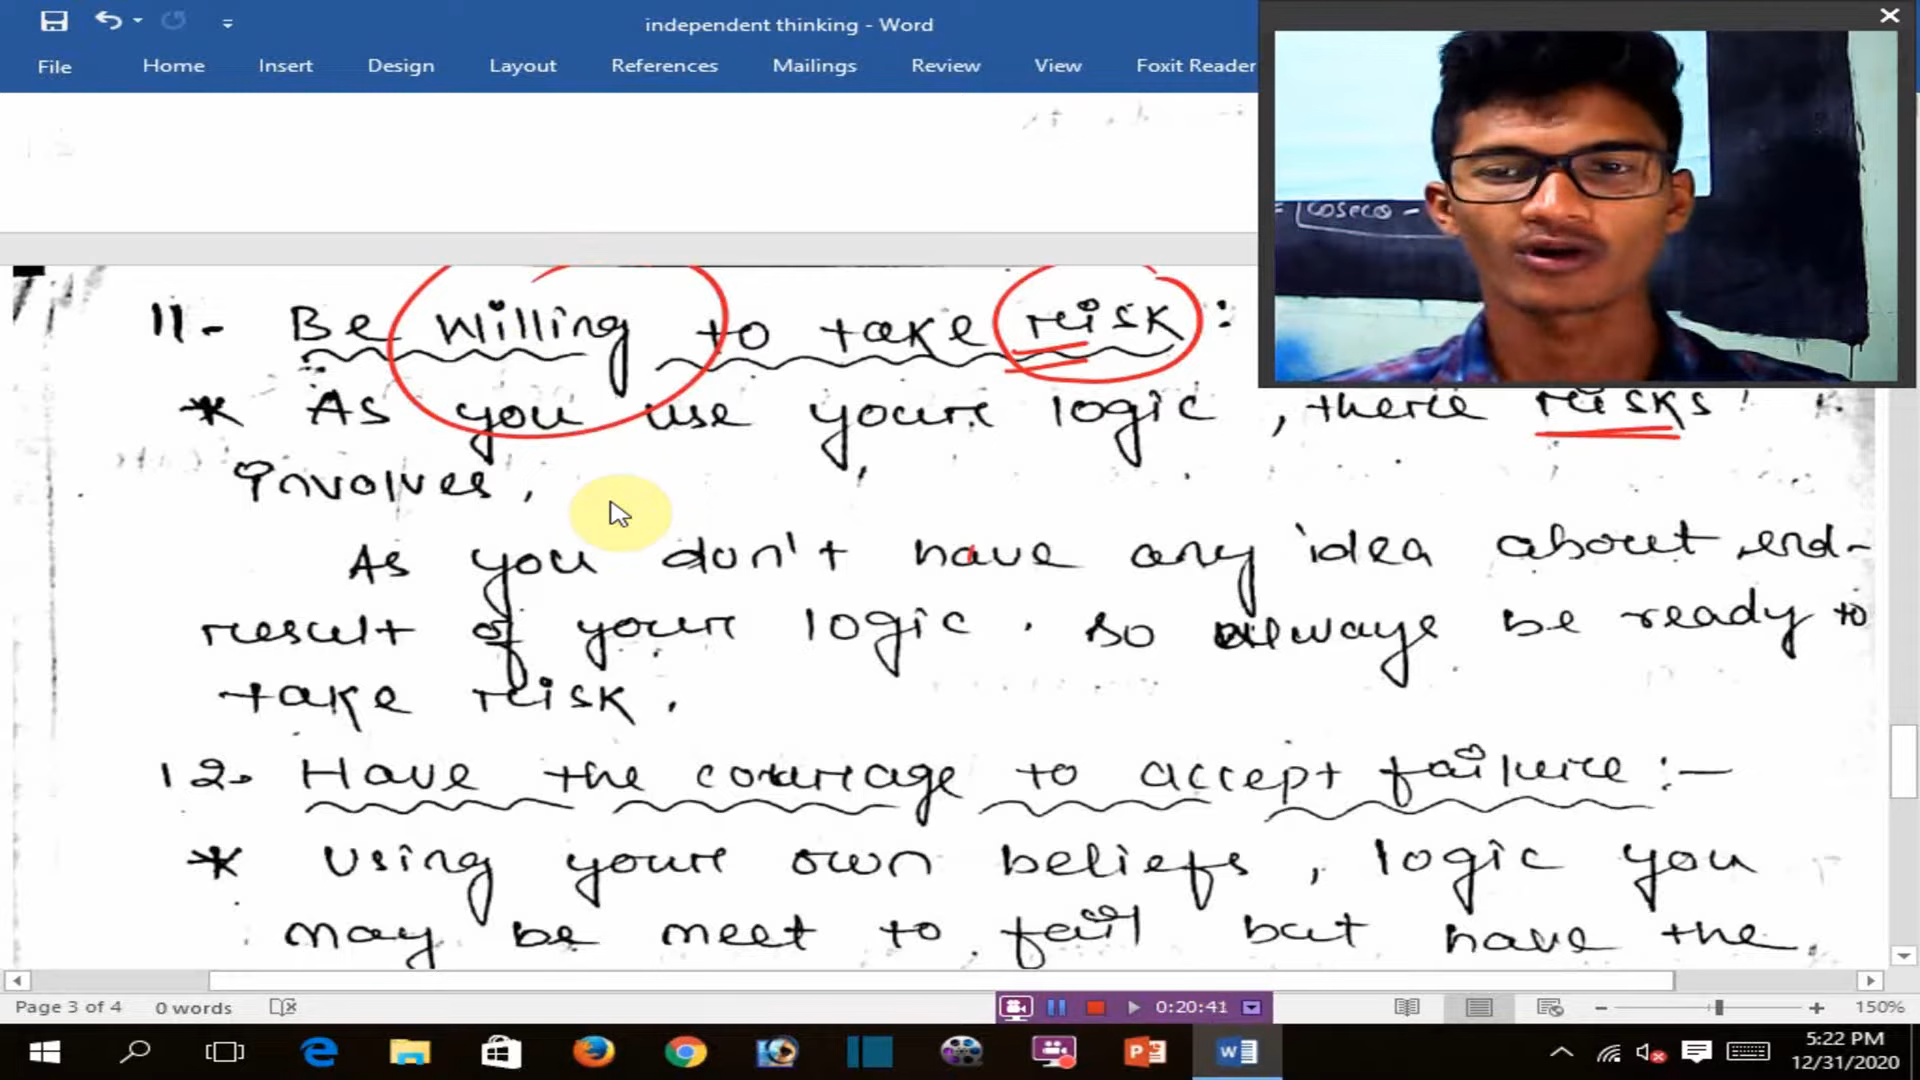 independent thinking - Word
File Home Insert Design Layout References Mailings Review View Foxit Reader
= cosecθ -
11. Be willing to take risk :
* As you use your logic, there risks
involves,
As you don't have any idea about end-
result of your logic. so always be ready to
take risk.
12. Have the courage to accept failure :-
* Using your own beliefs, logic you
may be meet to fail but have the
Page 3 of 4 0 words 0:20:41 150%
5:22 PM
12/31/2020